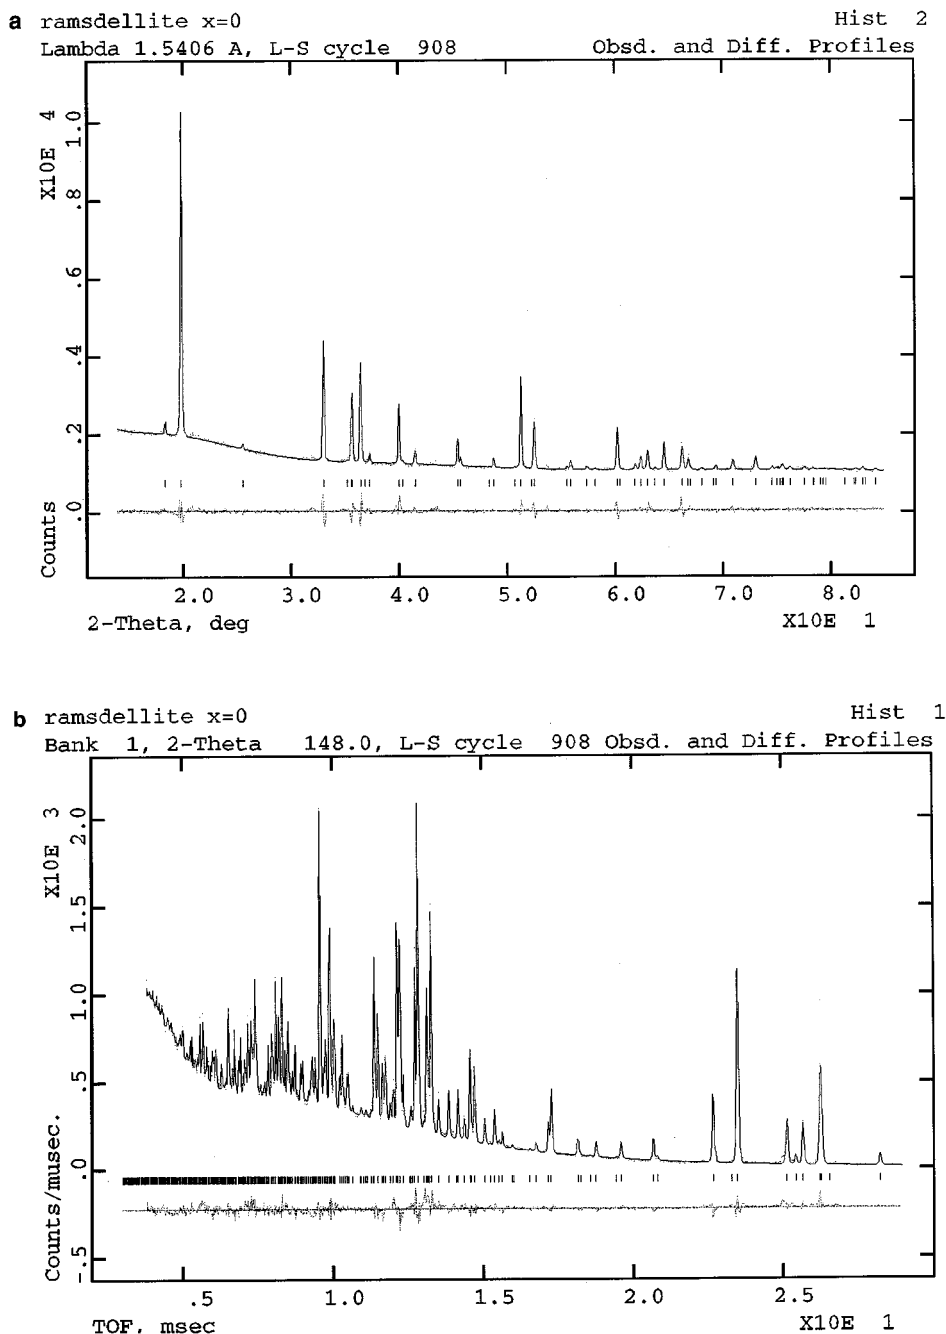 a ramsdellite x=0 Hist 2
Lambda 1.5406 A, L-S cycle 908 Obsd. and Diff. Profiles
X10E 4
1.0
.8
.6
.4
.2
.0
Counts
2.0 3.0 4.0 5.0 6.0 7.0 8.0
2-Theta, deg X10E 1
b ramsdellite x=0 Hist 1
Bank 1, 2-Theta 148.0, L-S cycle 908 Obsd. and Diff. Profiles
X10E 3
2.0
1.5
1.0
.5
.0
-.5
Counts/musec.
.5 1.0 1.5 2.0 2.5
TOF, msec X10E 1